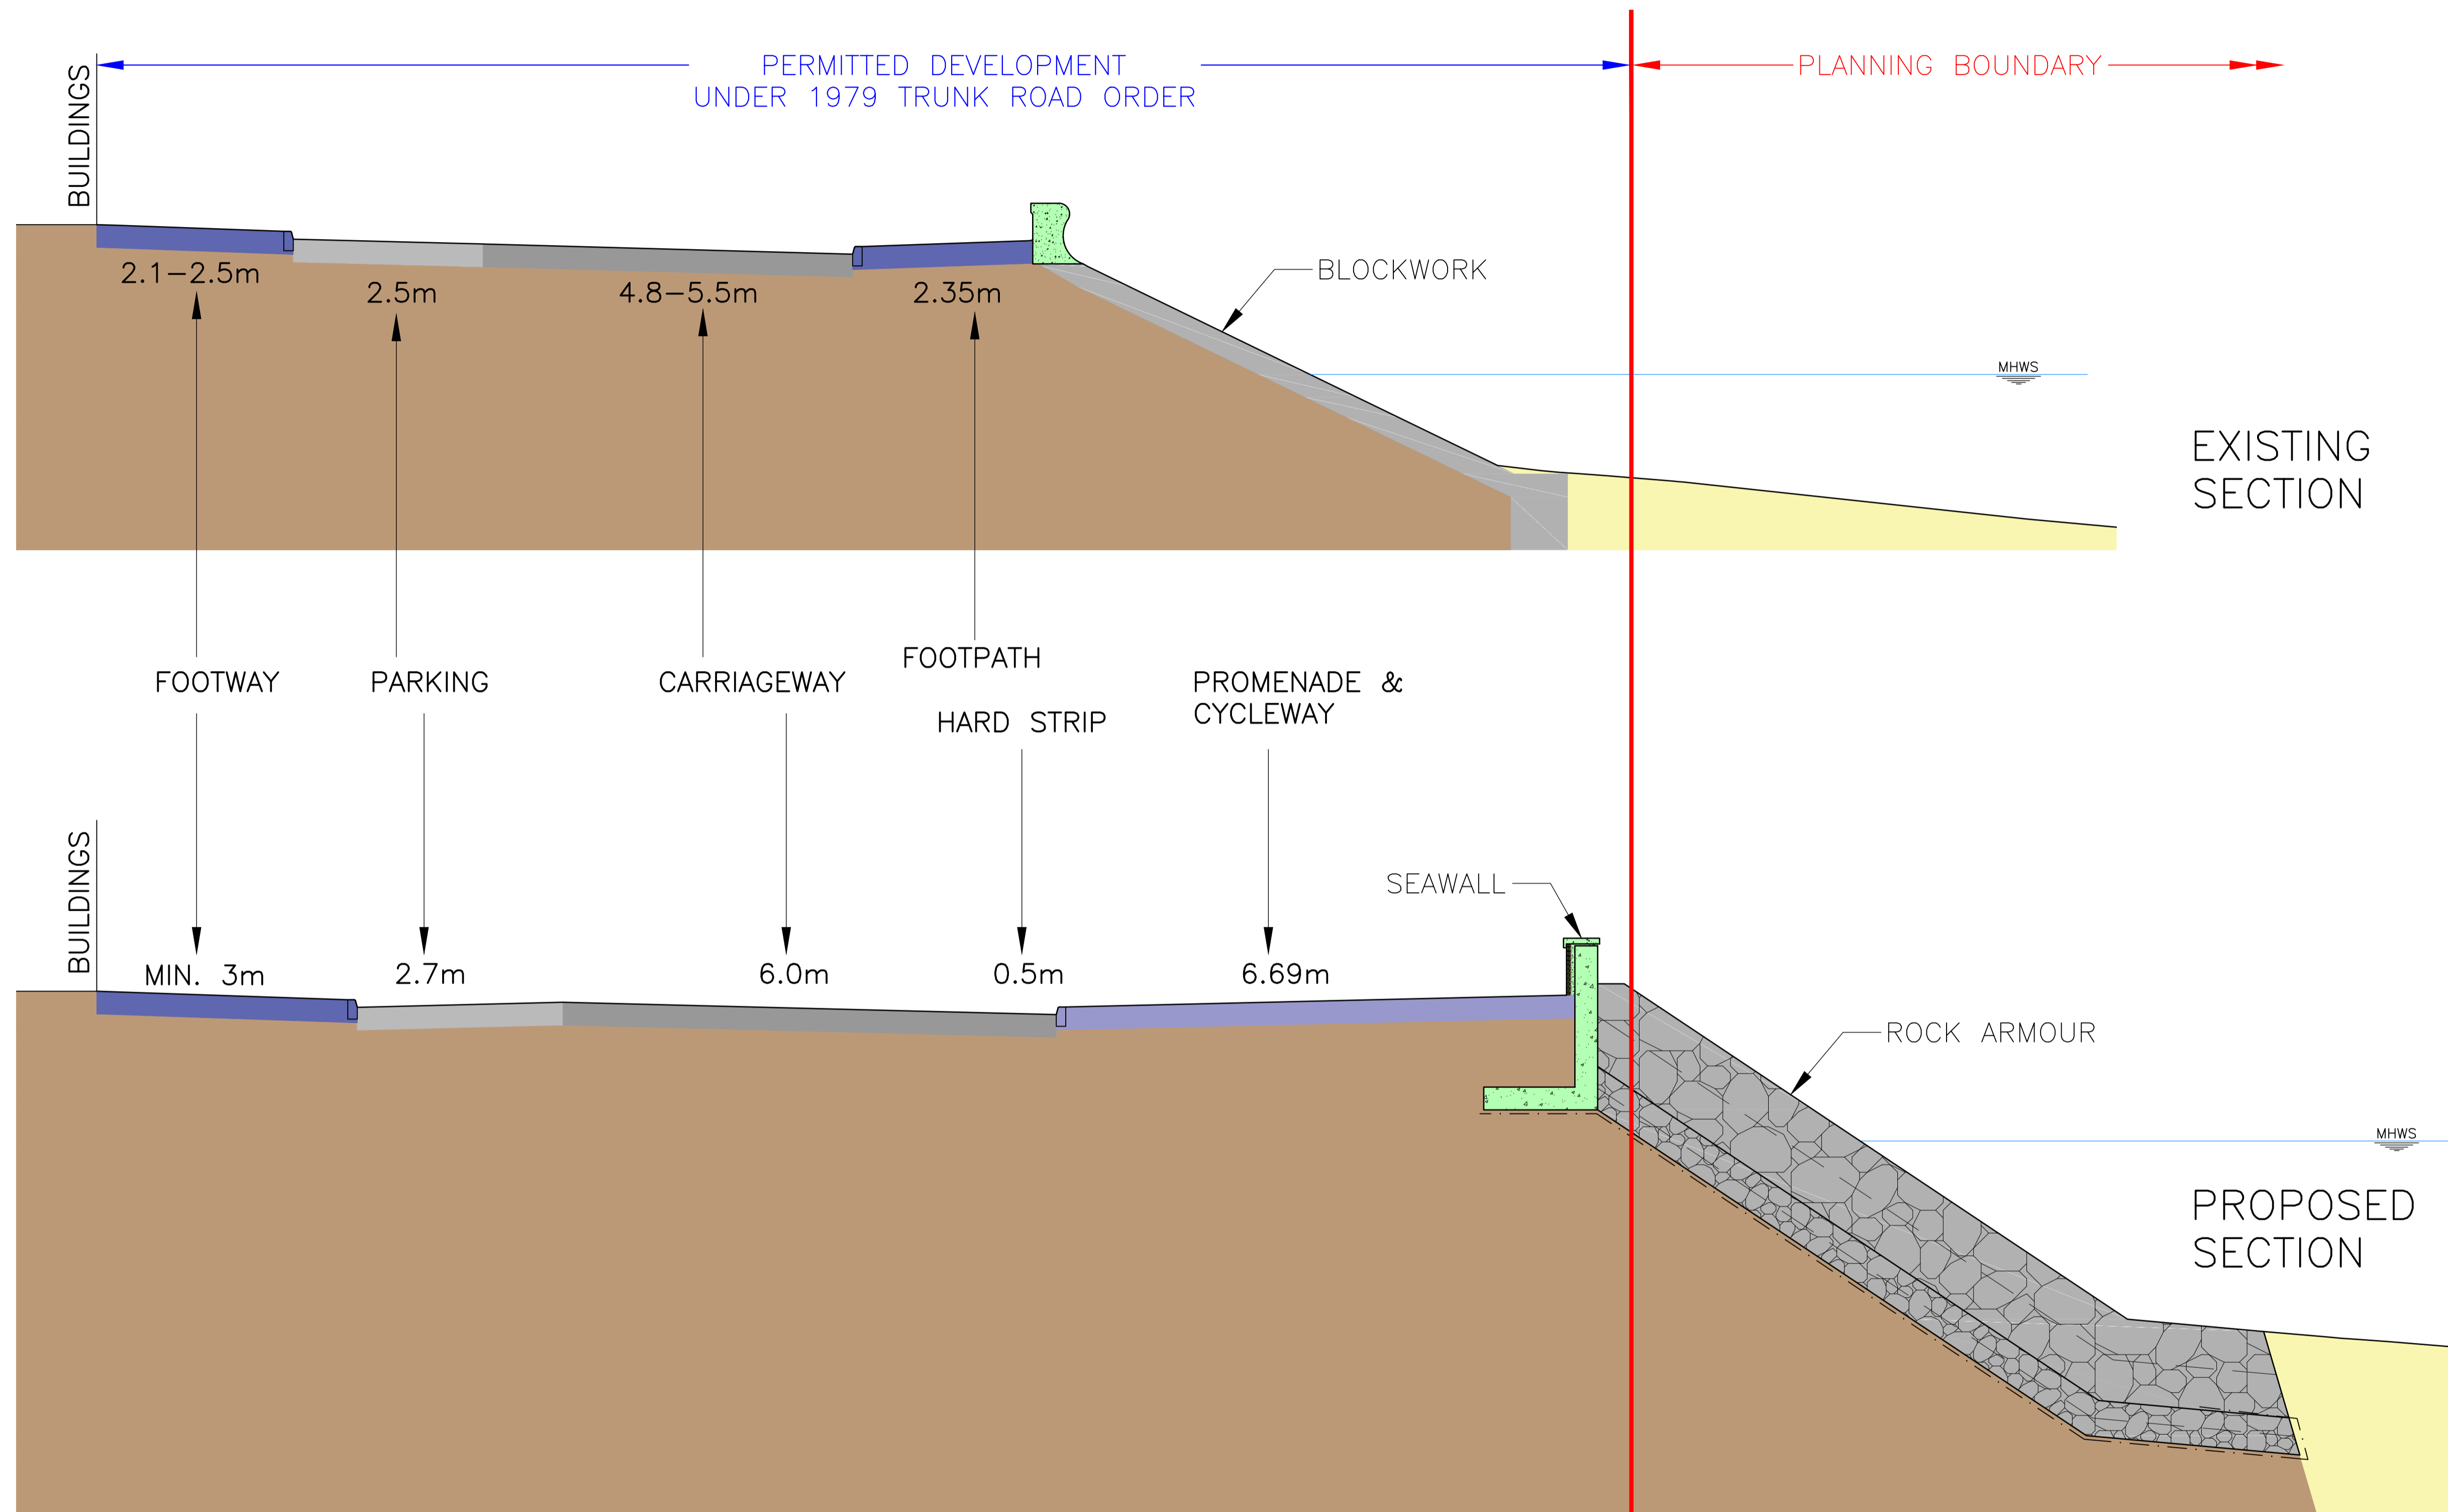 BUILDINGS
PERMITTED DEVELOPMENT
UNDER 1979 TRUNK ROAD ORDER
PLANNING BOUNDARY
2.1-2.5m
2.5m
4.8-5.5m
2.35m
BLOCKWORK
MHWS
EXISTING
SECTION
FOOTWAY
PARKING
CARRIAGEWAY
FOOTPATH
HARD STRIP
PROMENADE &
CYCLEWAY
BUILDINGS
SEAWALL
MIN. 3m
2.7m
6.0m
0.5m
6.69m
ROCK ARMOUR
MHWS
PROPOSED
SECTION